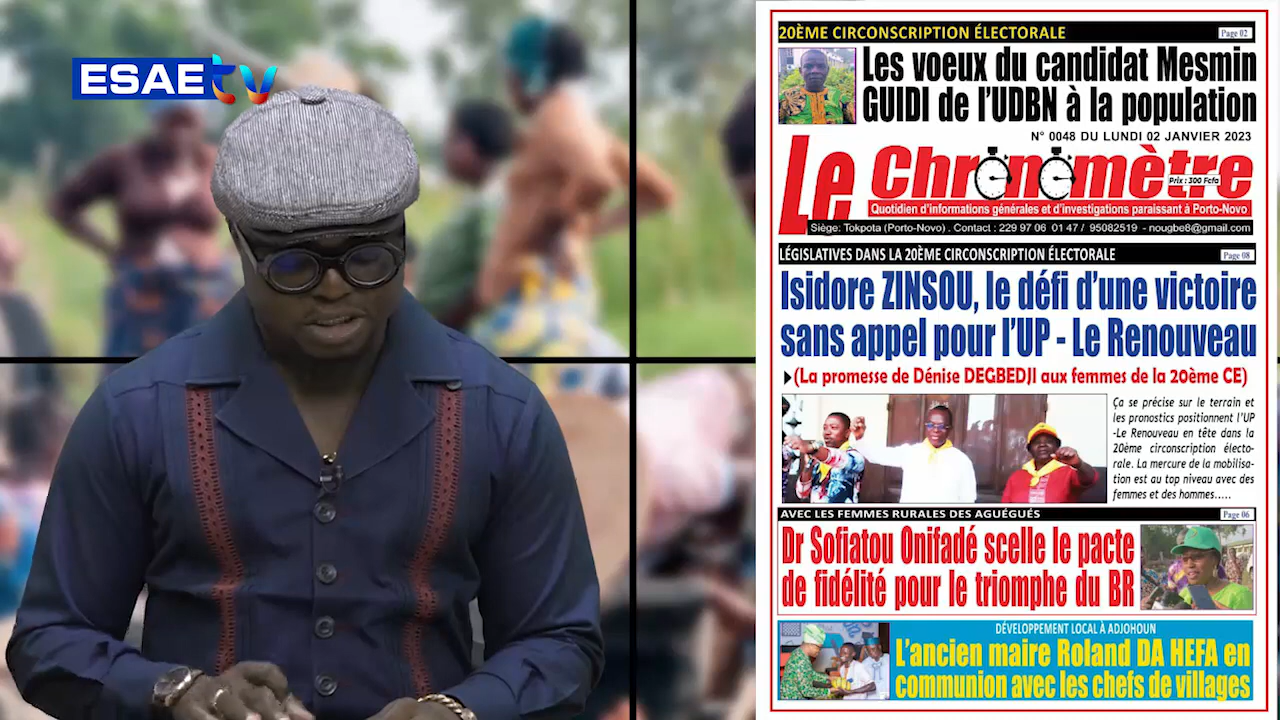 ESAE tv
20ÈME CIRCONSCRIPTION ÉLECTORALE
Page 02
Les voeux du candidat Mesmin
GUIDI de l'UDBN à la population
N° 0048 DU LUNDI 02 JANVIER 2023
Le Chronomètre
Prix : 300 Fcfa
Quotidien d'informations générales et d'investigations paraissant à Porto-Novo
Siège: Tokpota (Porto-Novo) . Contact : 229 97 06 01 47 / 95082519 - nougbe8@gmail.com
LÉGISLATIVES DANS LA 20ÈME CIRCONSCRIPTION ÉLECTORALE
Page 08
Isidore ZINSOU, le défi d'une victoire
sans appel pour l'UP - Le Renouveau
(La promesse de Dénise DEGBEDJI aux femmes de la 20ème CE)
Ça se précise sur le terrain et
les pronostics positionnent l'UP
-Le Renouveau en tête dans la
20ème circonscription électo-
rale. La mercure de la mobilisa-
tion est au top niveau avec des
femmes et des hommes.....
AVEC LES FEMMES RURALES DES AGUÉGUÉS
Page 06
Dr Sofiatou Onifadé scelle le pacte
de fidélité pour le triomphe du BR
DÉVELOPPEMENT LOCAL À ADJOHOUN
L'ancien maire Roland DA HEFA en
communion avec les chefs de villages